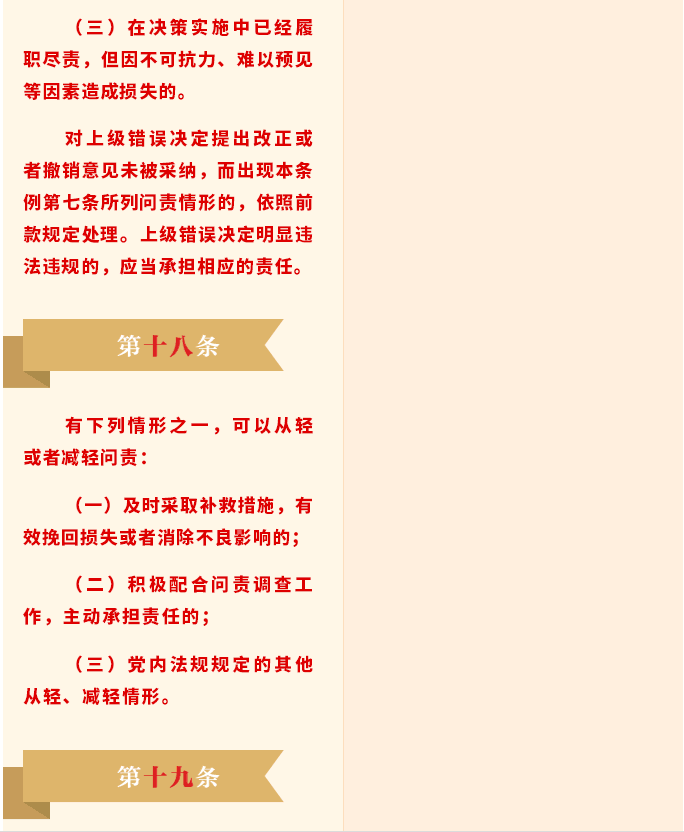 （三）在决策实施中已经履
职尽责，但因不可抗力、难以预见
等因素造成损失的。
对上级错误决定提出改正或
者撤销意见未被采纳，而出现本条
例第七条所列问责情形的，依照前
款规定处理。上级错误决定明显违
法违规的，应当承担相应的责任。
第十八条
有下列情形之一，可以从轻
或者减轻问责：
（一）及时采取补救措施，有
效挽回损失或者消除不良影响的；
（二）积极配合问责调查工
作，主动承担责任的；
（三）党内法规规定的其他
从轻、减轻情形。
第十九条